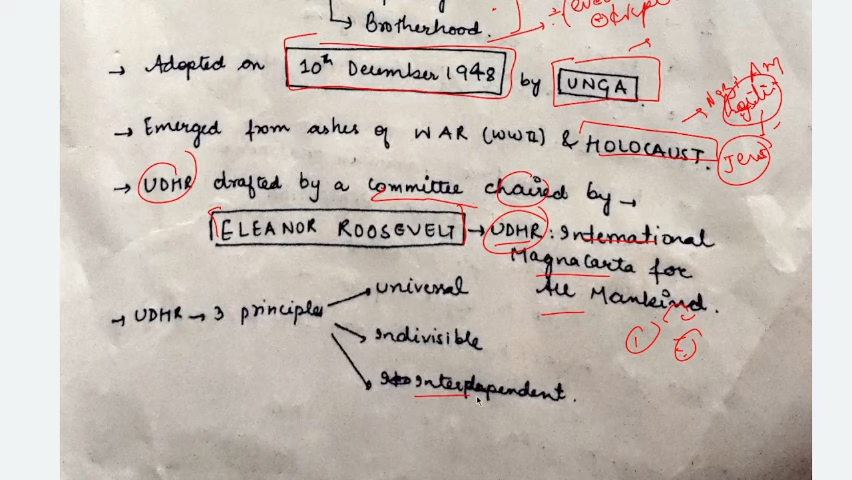 Brotherhood.
→ Adopted on 10th December 1948 by UNGA
→ Emerged from ashes of WAR (WWII) & HOLOCAUST.
Jews
→ UDHR drafted by a committee chaired by →
ELEANOR ROOSEVELT → UDHR : International
Magnacarta for
All Mankind.
→ UDHR → 3 principles
universal
Indivisible
Interdependent.